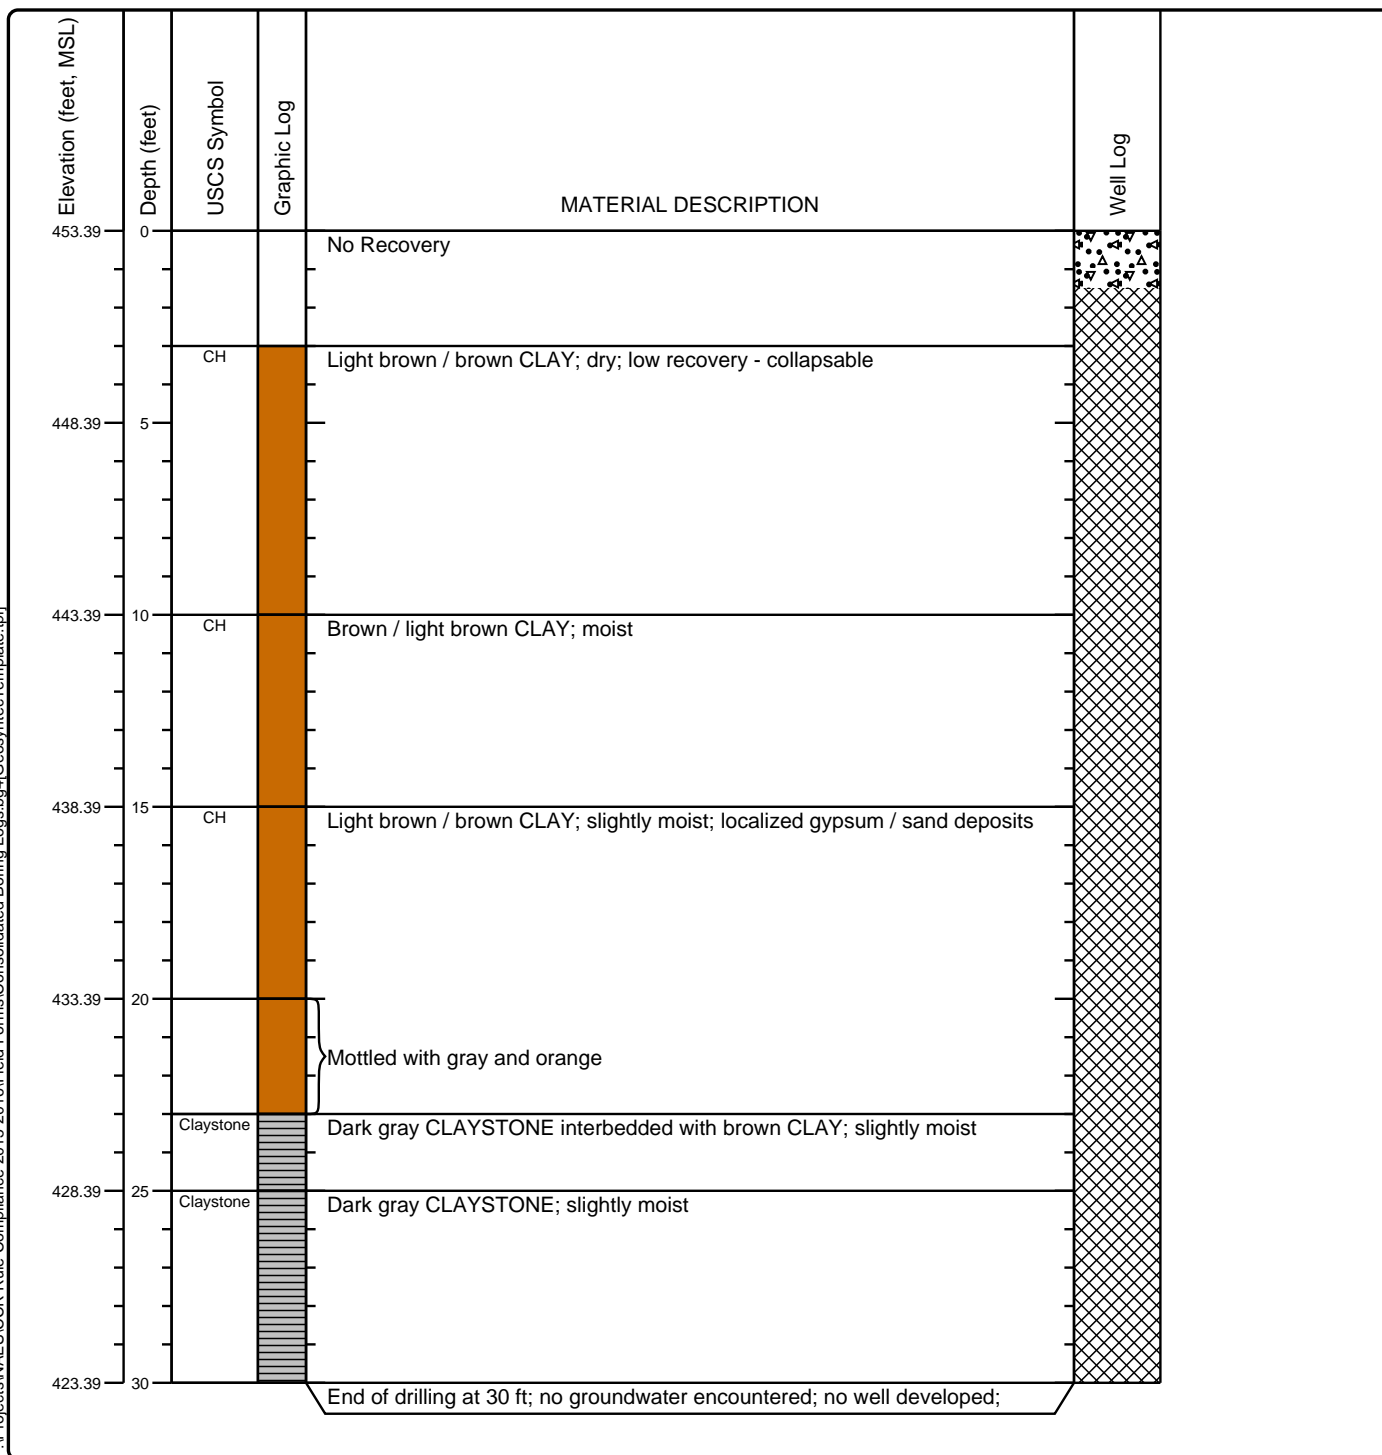 Elevation (feet, MSL)
Depth (feet)
USCS Symbol
Graphic Log
MATERIAL DESCRIPTION
Well Log
453.39 0
No Recovery
CH
Light brown / brown CLAY; dry; low recovery - collapsable
448.39 5
443.39 10
CH
Brown / light brown CLAY; moist
438.39 15
CH
Light brown / brown CLAY; slightly moist; localized gypsum / sand deposits
433.39 20
Mottled with gray and orange
Claystone
Dark gray CLAYSTONE interbedded with brown CLAY; slightly moist
428.39 25
Claystone
Dark gray CLAYSTONE; slightly moist
423.39 30
End of drilling at 30 ft; no groundwater encountered; no well developed;